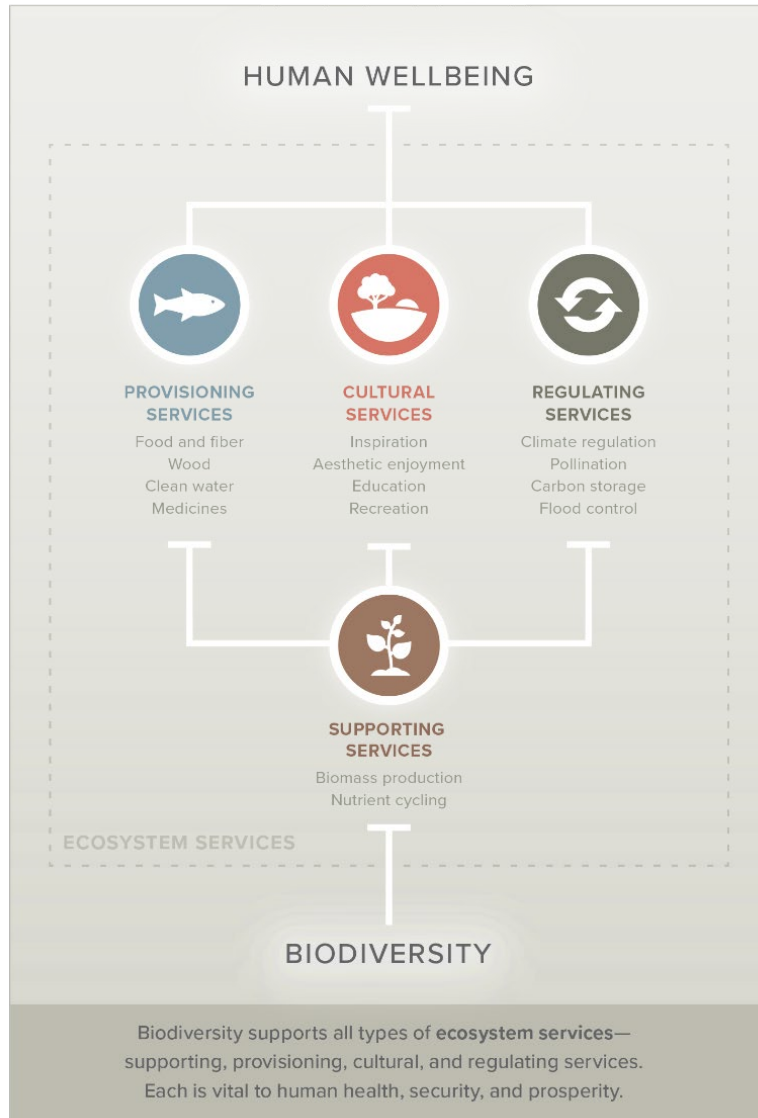 HUMAN WELLBEING
PROVISIONING
SERVICES
Food and fiber
Wood
Clean water
Medicines
CULTURAL
SERVICES
Inspiration
Aesthetic enjoyment
Education
Recreation
REGULATING
SERVICES
Climate regulation
Pollination
Carbon storage
Flood control
SUPPORTING
SERVICES
Biomass production
Nutrient cycling
ECOSYSTEM SERVICES
BIODIVERSITY
Biodiversity supports all types of ecosystem services—
supporting, provisioning, cultural, and regulating services.
Each is vital to human health, security, and prosperity.